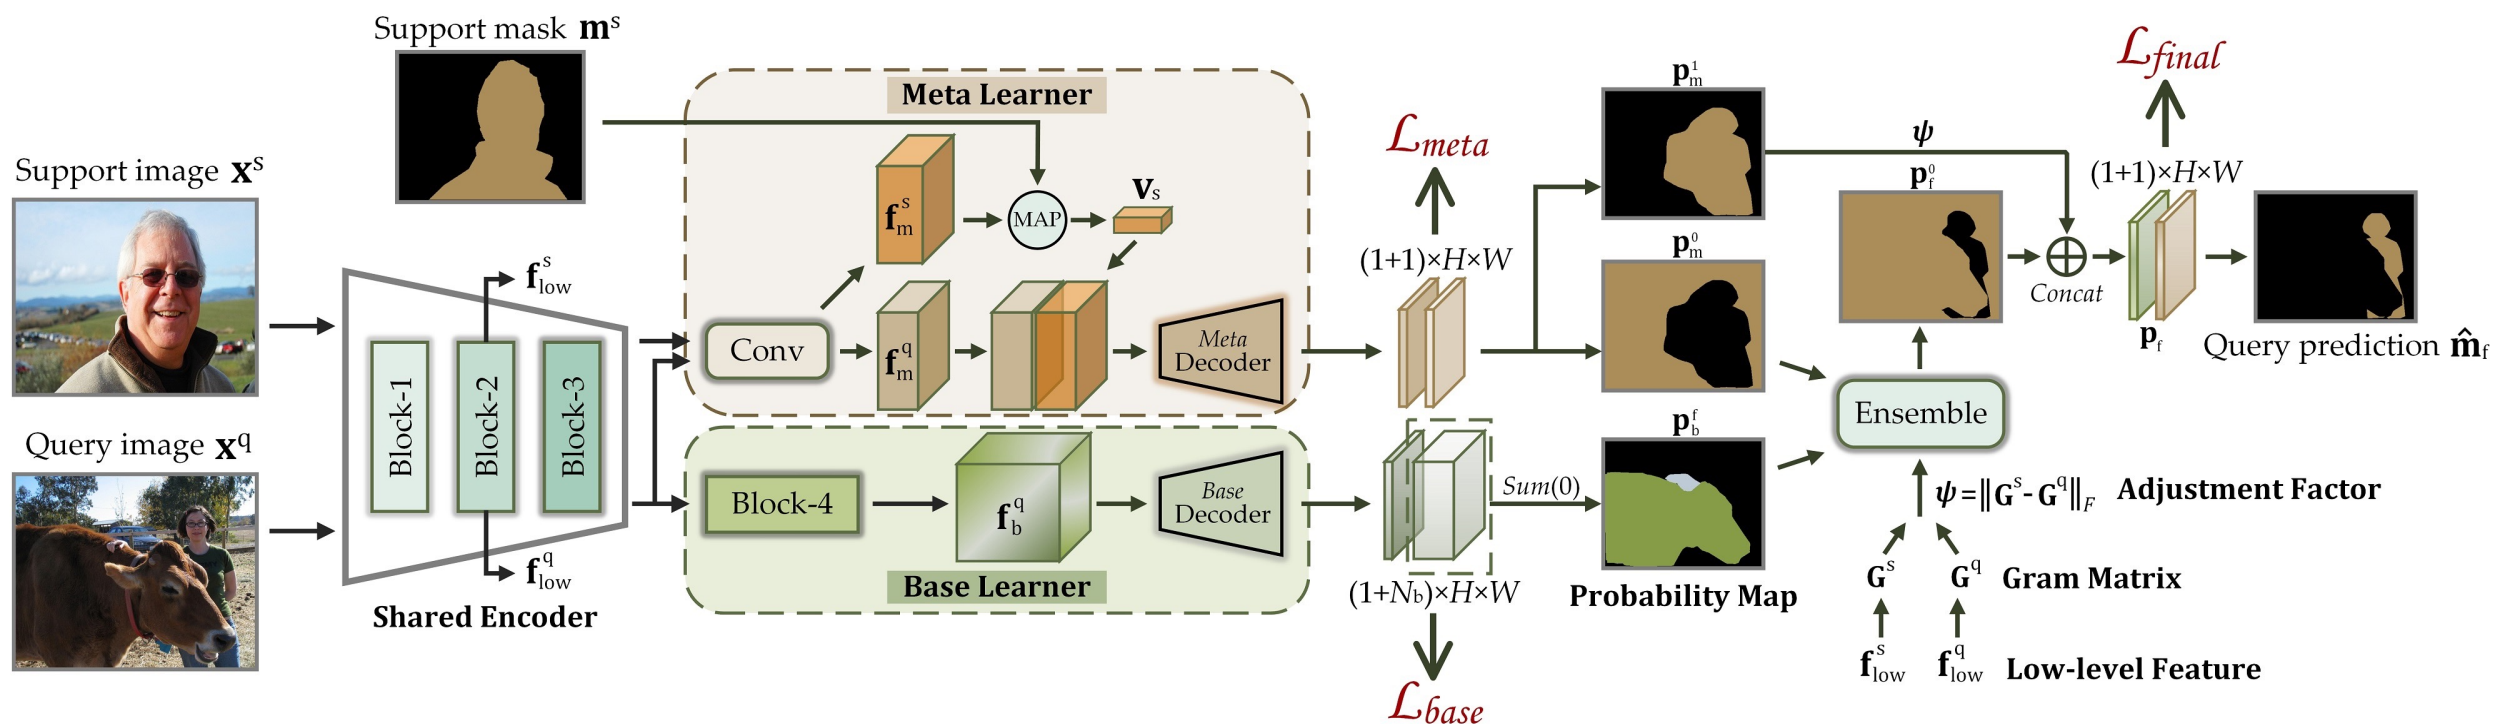 Support mask m^s
Support image x^s
Query image x^q
Block-1
Block-2
Block-3
f_low^s
f_low^q
Shared Encoder
Meta Learner
f_m^s
MAP
v_s
Conv
f_m^q
Meta
Decoder
Block-4
f_b^q
Base
Decoder
Base Learner
L_meta
(1+1)×H×W
(1+N_b)×H×W
L_base
Sum(0)
p_m^1
p_m^0
p_b^f
Probability Map
ψ
p_f^0
Concat
Ensemble
ψ=||G^s-G^q||_F Adjustment Factor
G^s G^q Gram Matrix
f_low^s f_low^q Low-level Feature
L_final
(1+1)×H×W
p_f
Query prediction m̂_f